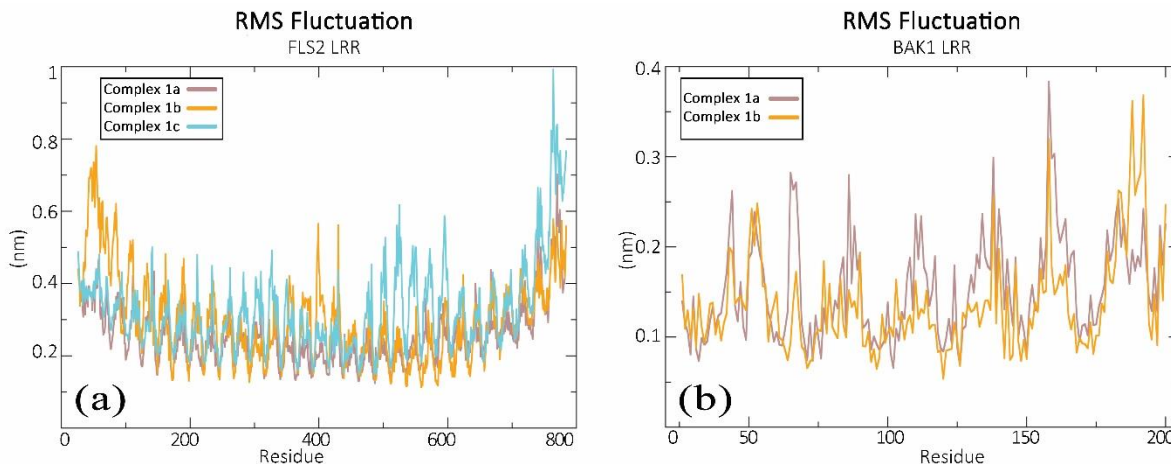 RMS Fluctuation
FLS2 LRR
Complex 1a
Complex 1b
Complex 1c
1
0.8
0.6
0.4
0.2
(nm)
0
200
400
600
800
Residue
(a)
RMS Fluctuation
BAK1 LRR
Complex 1a
Complex 1b
0.4
0.3
0.2
0.1
(nm)
25
50
100
150
200
Residue
(b)